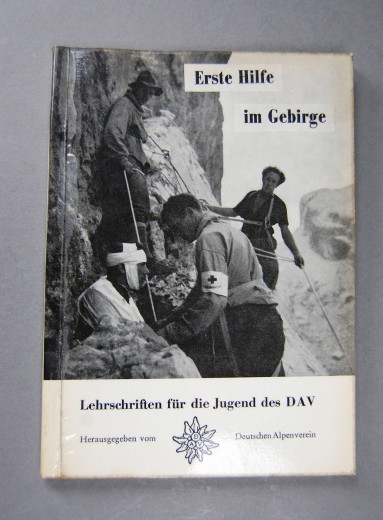 Erste Hilfe
im Gebirge
Lehrschriften für die Jugend des DAV
Herausgegeben vom Deutschen Alpenverein